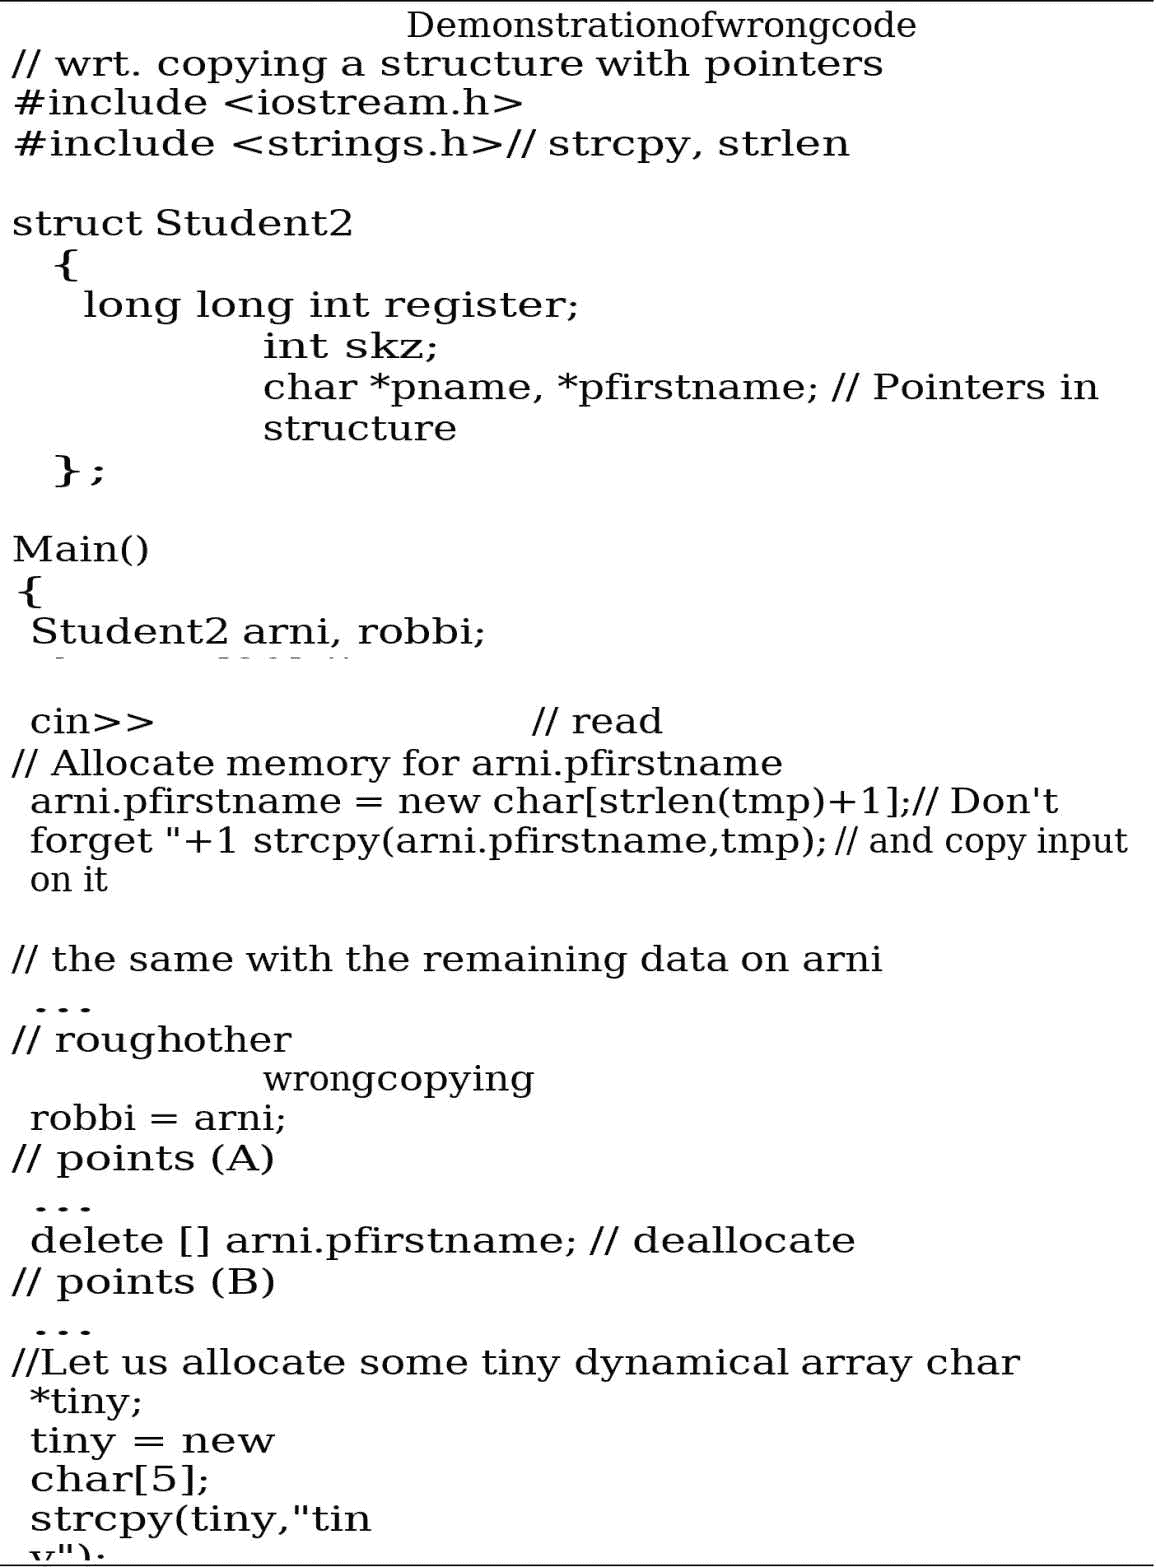 Demonstrationofwrongcode
// wrt. copying a structure with pointers
#include <iostream.h>
#include <strings.h>// strcpy, strlen
struct Student2
{
long long int register;
int skz;
char *pname, *pfirstname; // Pointers in
structure
};
Main()
{
Student2 arni, robbi;
cin>> // read
// Allocate memory for arni.pfirstname
arni.pfirstname = new char[strlen(tmp)+1];// Don't
forget "+1 strcpy(arni.pfirstname,tmp); // and copy input
on it
// the same with the remaining data on arni
...
// roughother
wrongcopying
robbi = arni;
// points (A)
...
delete [] arni.pfirstname; // deallocate
// points (B)
...
//Let us allocate some tiny dynamical array char
*tiny;
tiny = new
char[5];
strcpy(tiny,"tin
y");